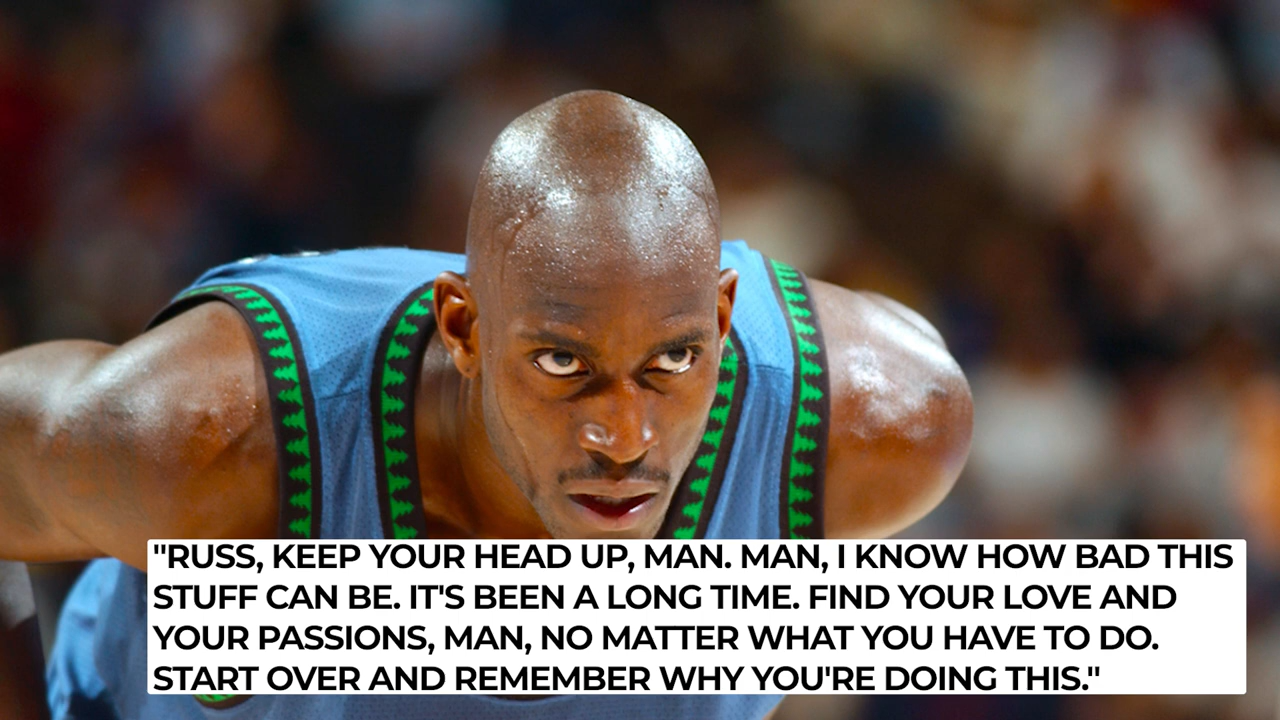 "RUSS, KEEP YOUR HEAD UP, MAN. MAN, I KNOW HOW BAD THIS
STUFF CAN BE. IT'S BEEN A LONG TIME. FIND YOUR LOVE AND
YOUR PASSIONS, MAN, NO MATTER WHAT YOU HAVE TO DO.
START OVER AND REMEMBER WHY YOU'RE DOING THIS."